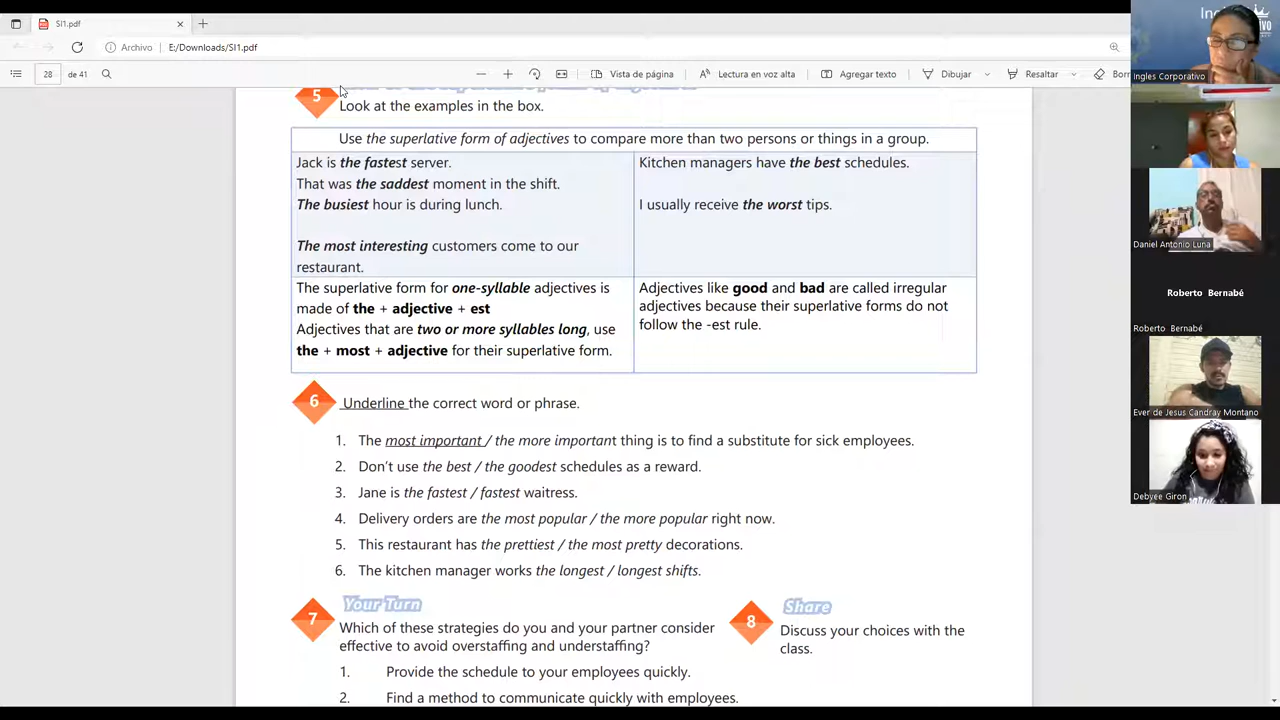 SI1.pdf
Archivo
E:/Downloads/SI1.pdf
28
de 41
Vista de página
Lectura en voz alta
Agregar texto
Dibujar
Resaltar
5
Look at the examples in the box.
Use the superlative form of adjectives to compare more than two persons or things in a group.
Jack is the fastest server.
That was the saddest moment in the shift.
The busiest hour is during lunch.
The most interesting customers come to our
restaurant.
Kitchen managers have the best schedules.
I usually receive the worst tips.
The superlative form for one-syllable adjectives is
made of the + adjective + est
Adjectives that are two or more syllables long, use
the + most + adjective for their superlative form.
Adjectives like good and bad are called irregular
adjectives because their superlative forms do not
follow the -est rule.
6
Underline the correct word or phrase.
1. The most important / the more important thing is to find a substitute for sick employees.
2. Don't use the best / the goodest schedules as a reward.
3. Jane is the fastest / fastest waitress.
4. Delivery orders are the most popular / the more popular right now.
5. This restaurant has the prettiest / the most pretty decorations.
6. The kitchen manager works the longest / longest shifts.
7
Your Turn
Which of these strategies do you and your partner consider
effective to avoid overstaffing and understaffing?
1. Provide the schedule to your employees quickly.
2. Find a method to communicate quickly with employees.
8
Share
Discuss your choices with the
class.
Ingles Corporativo
Daniel Antonio Luna
Roberto Bernabé
Roberto Bernabé
Ever de Jesus Candray Montano
Debyee Giron